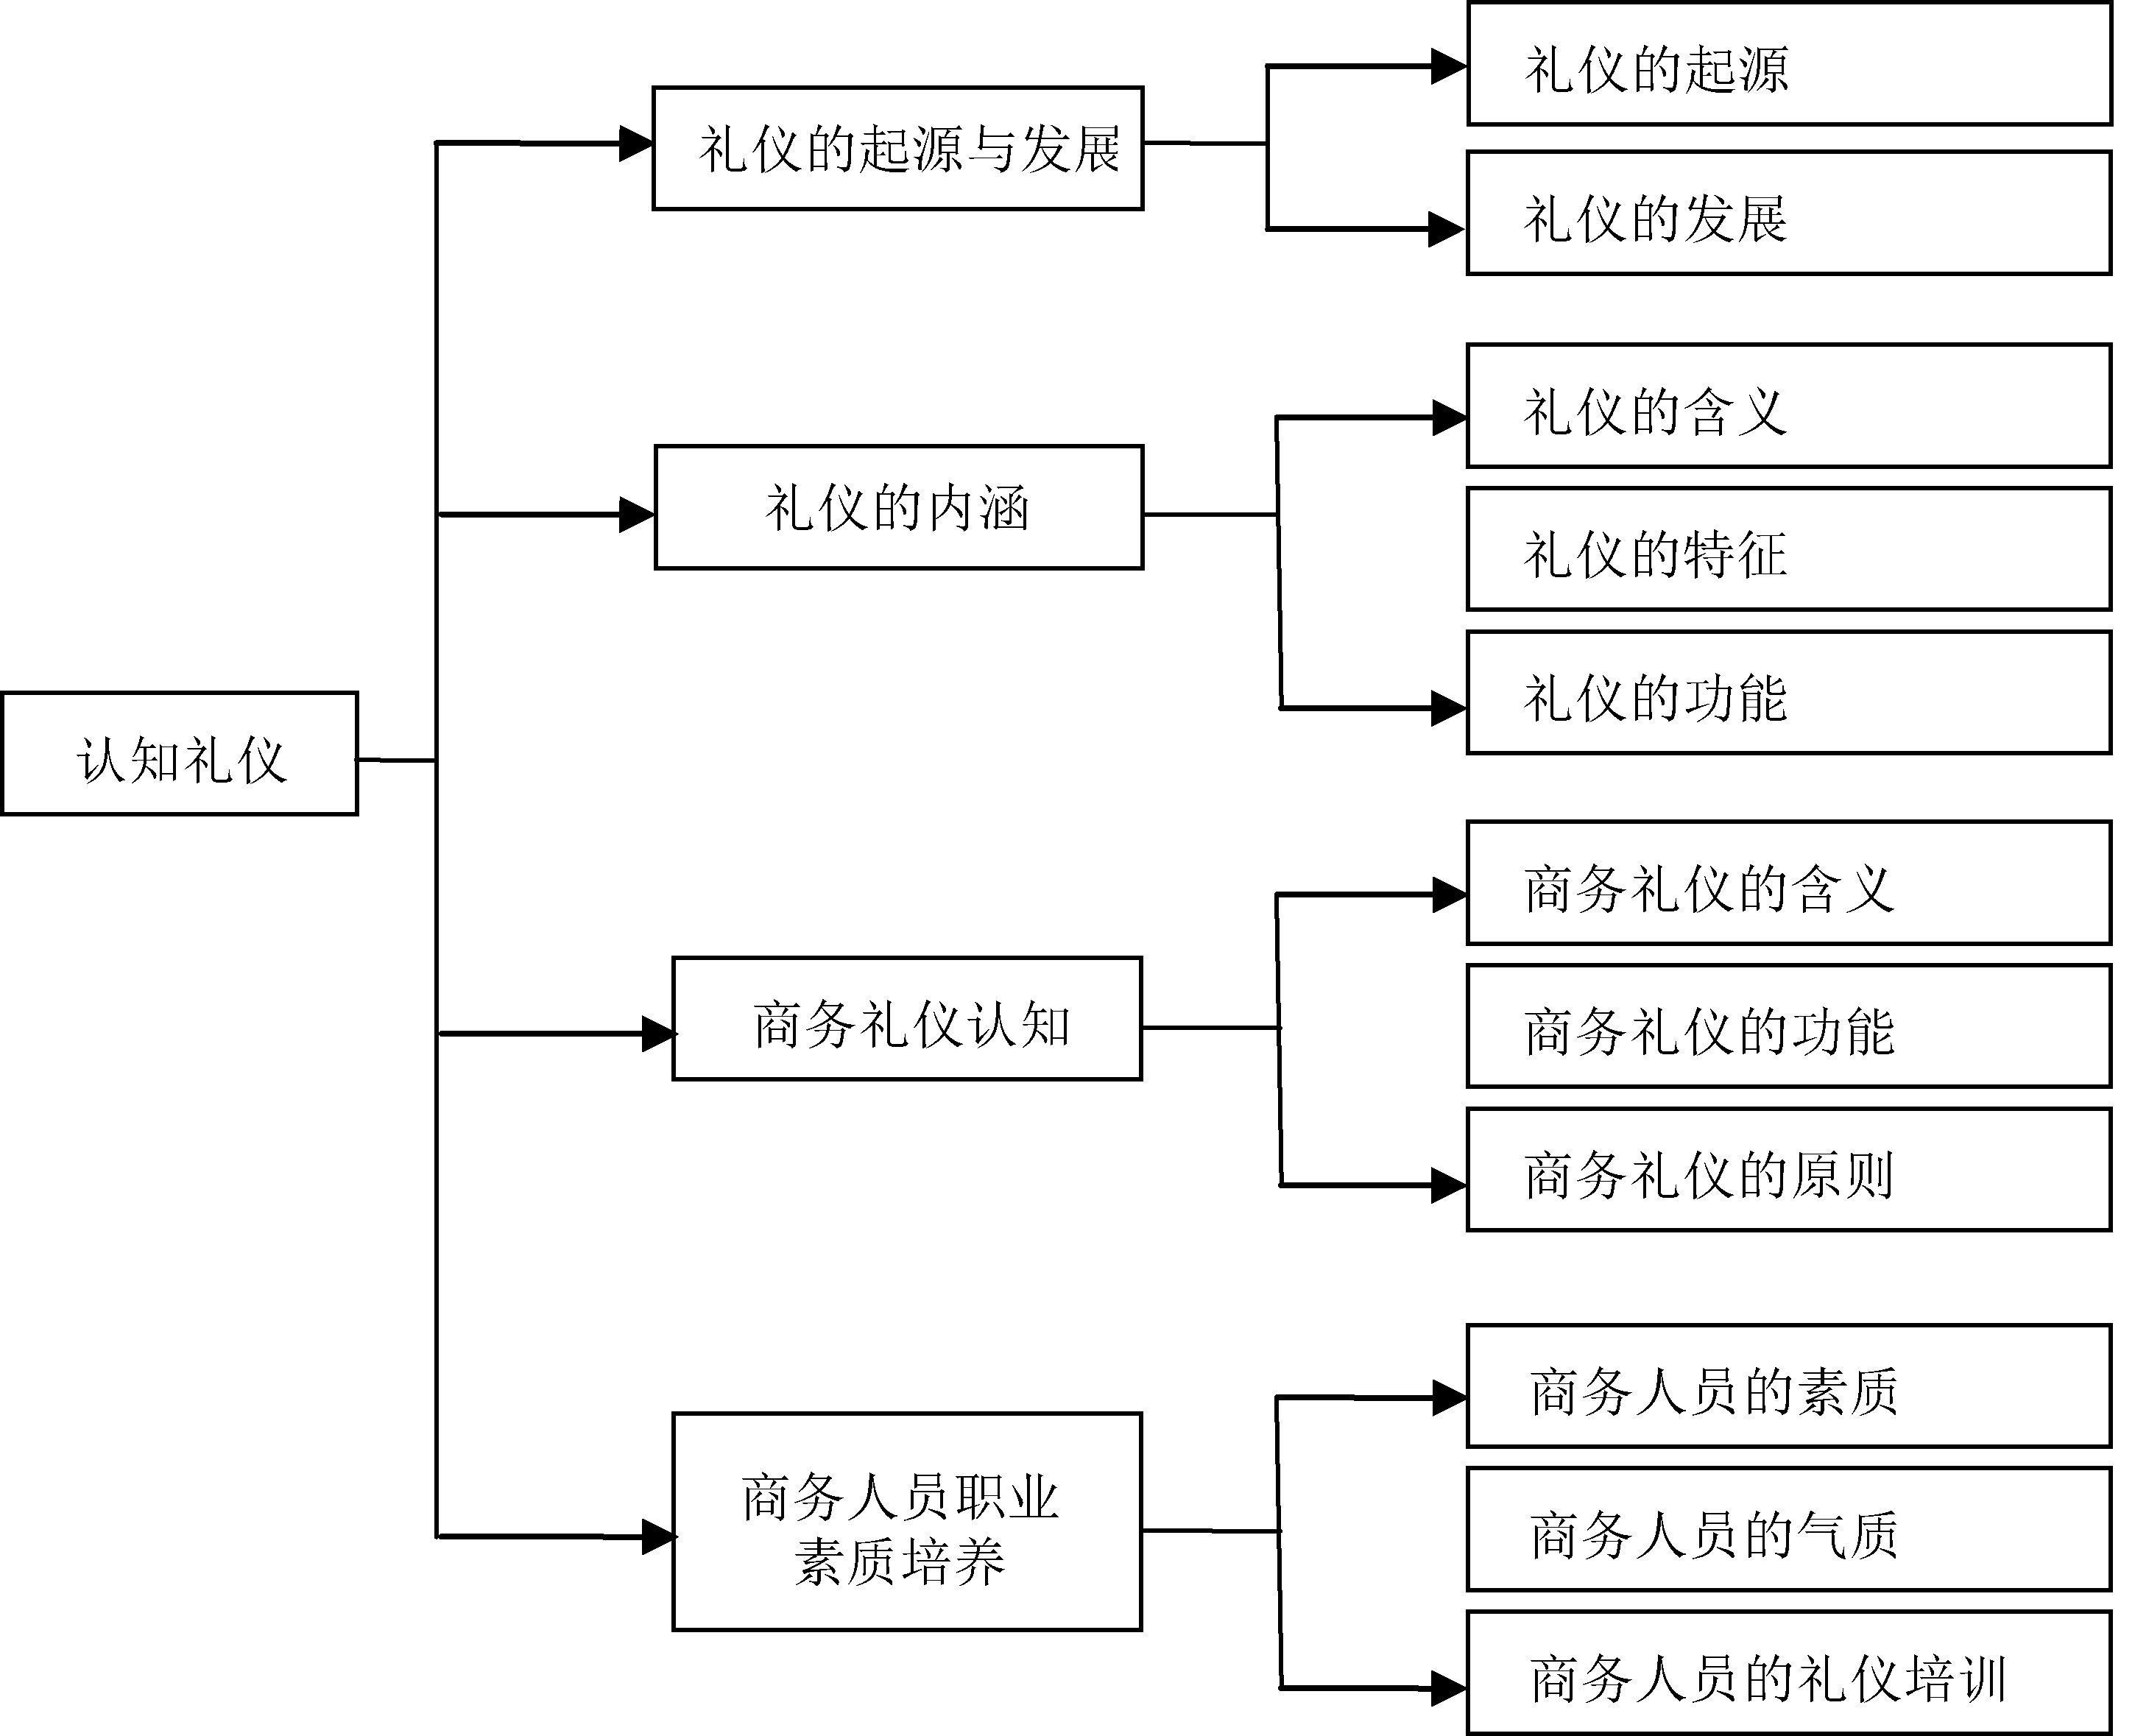 认知礼仪
礼仪的起源与发展
礼仪的起源
礼仪的发展
礼仪的内涵
礼仪的含义
礼仪的特征
礼仪的功能
商务礼仪认知
商务礼仪的含义
商务礼仪的功能
商务礼仪的原则
商务人员职业
素质培养
商务人员的素质
商务人员的气质
商务人员的礼仪培训